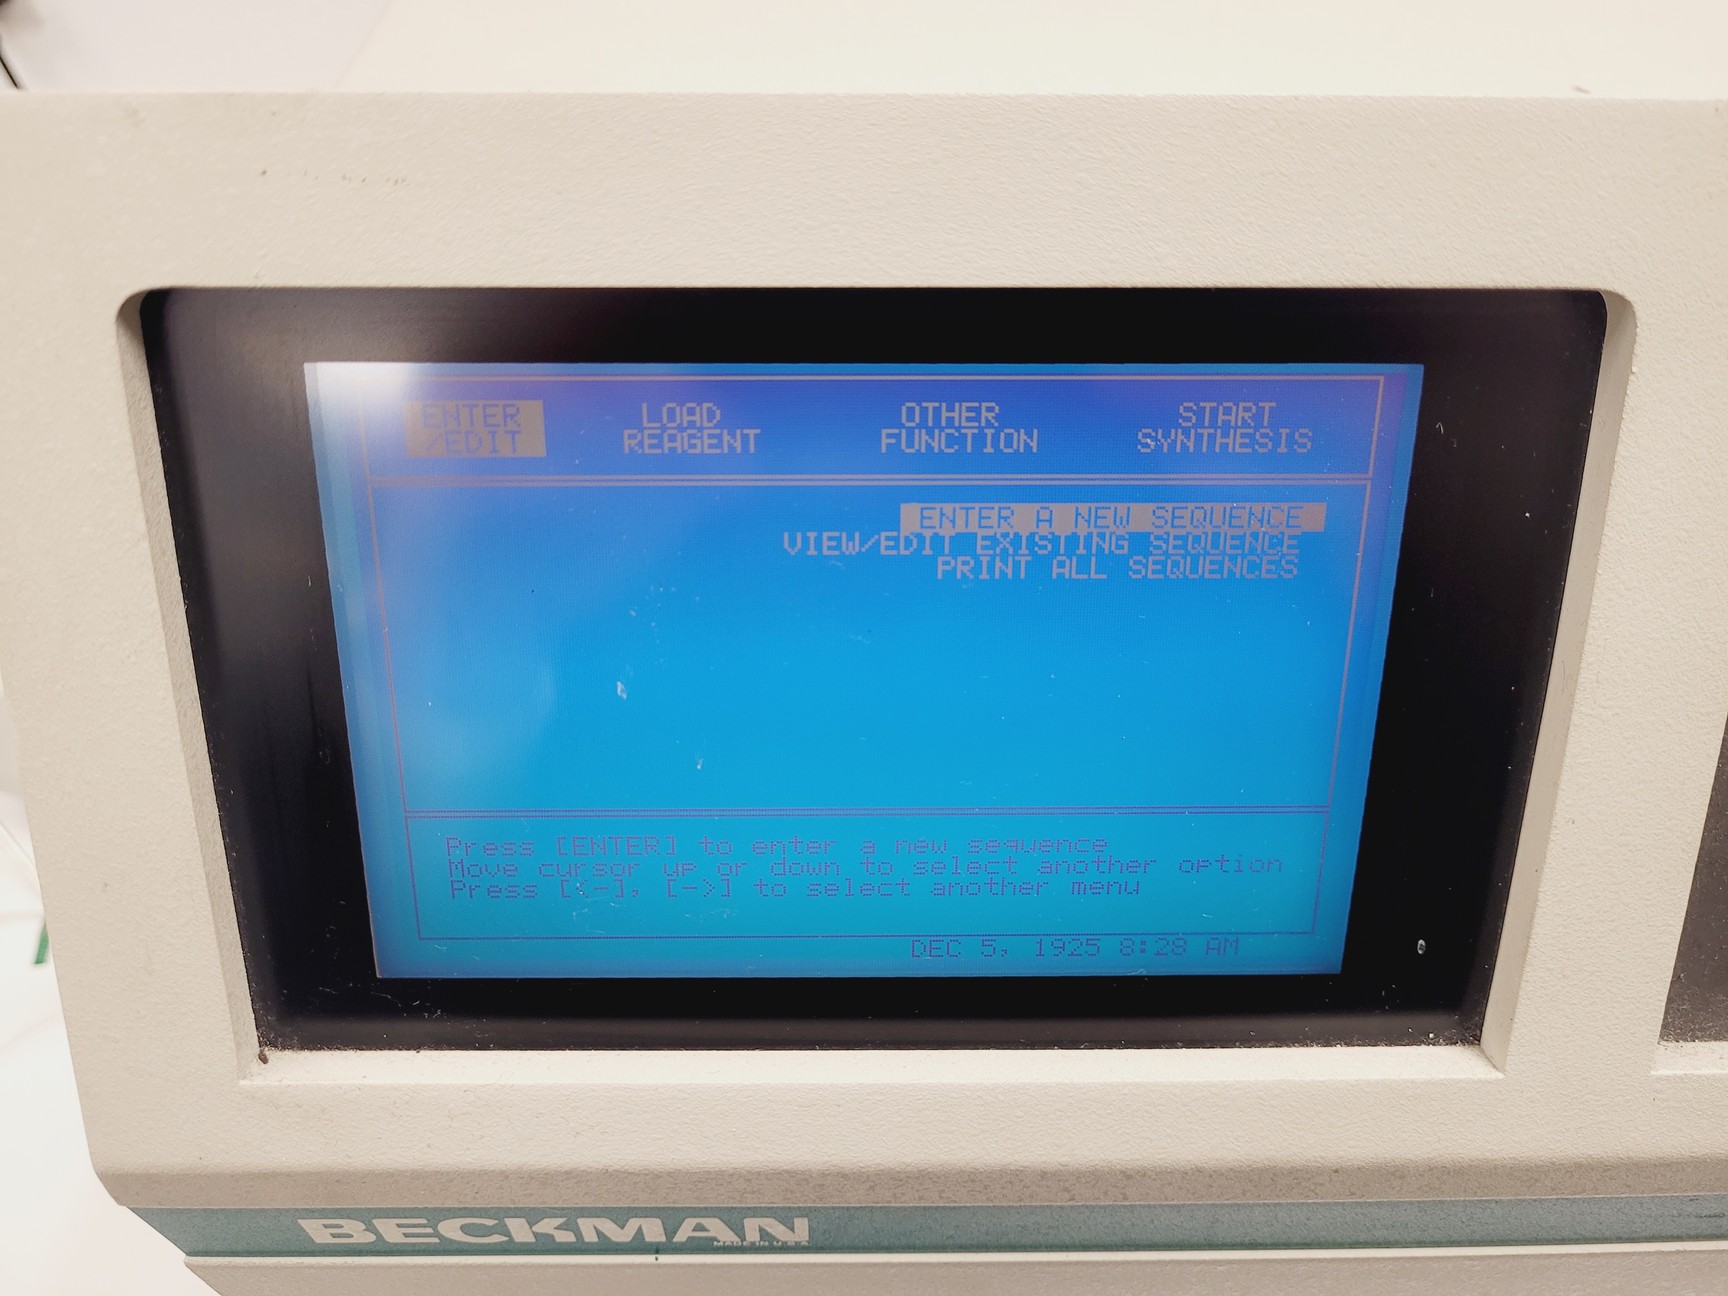 ENTER
/EDIT
LOAD
REAGENT
OTHER
FUNCTION
START
SYNTHESIS
ENTER A NEW SEQUENCE
VIEW/EDIT EXISTING SEQUENCE
PRINT ALL SEQUENCES
Press [ENTER] to enter a new sequence
Move cursor up or down to select another option
Press [<-], [->] to select another menu
DEC 5, 1925 8:28 AM
BECKMAN
MADE IN U.S.A.